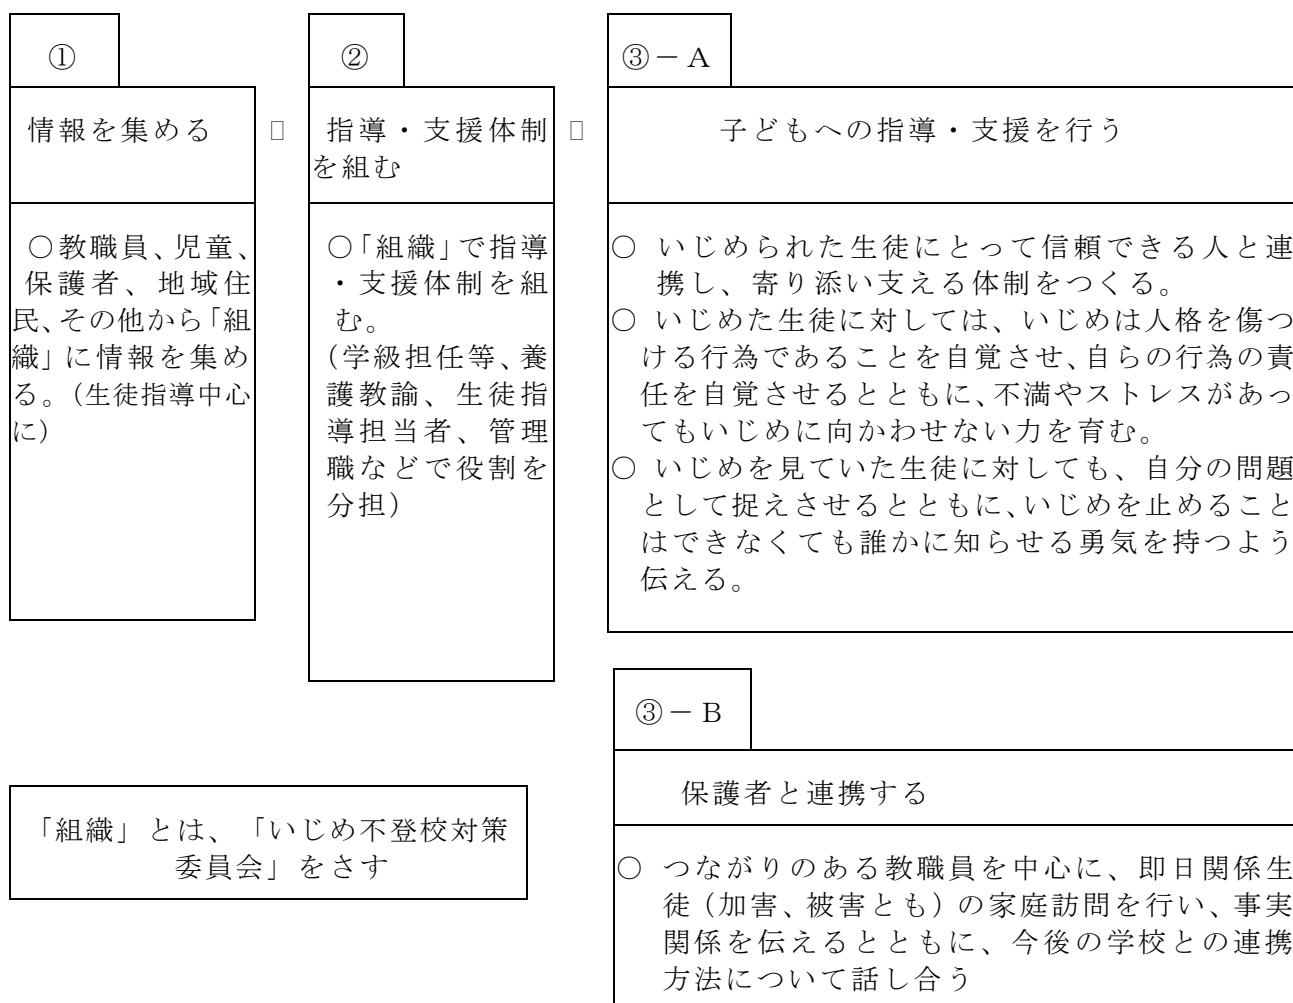 ①
情報を集める
○教職員、児童、
保護者、地域住
民、その他から「組
織」に情報を集め
る。（生徒指導中心
に）
②
指導・支援体制
を組む
○「組織」で指導
・支援体制を組
む。
（学級担任等、養
護教諭、生徒指
導担当者、管理
職などで役割を
分担）
③－A
子どもへの指導・支援を行う
○ いじめられた生徒にとって信頼できる人と連
携し、寄り添い支える体制をつくる。
○ いじめた生徒に対しては、いじめは人格を傷つ
ける行為であることを自覚させ、自らの行為の責
任を自覚させるとともに、不満やストレスがあっ
てもいじめに向かわせない力を育む。
○ いじめを見ていた生徒に対しても、自分の問題
として捉えさせるとともに、いじめを止めること
はできなくても誰かに知らせる勇気を持つよう
伝える。
③－B
保護者と連携する
○ つながりのある教職員を中心に、即日関係生
徒（加害、被害とも）の家庭訪問を行い、事実
関係を伝えるとともに、今後の学校との連携
方法について話し合う
「組織」とは、「いじめ不登校対策
委員会」をさす